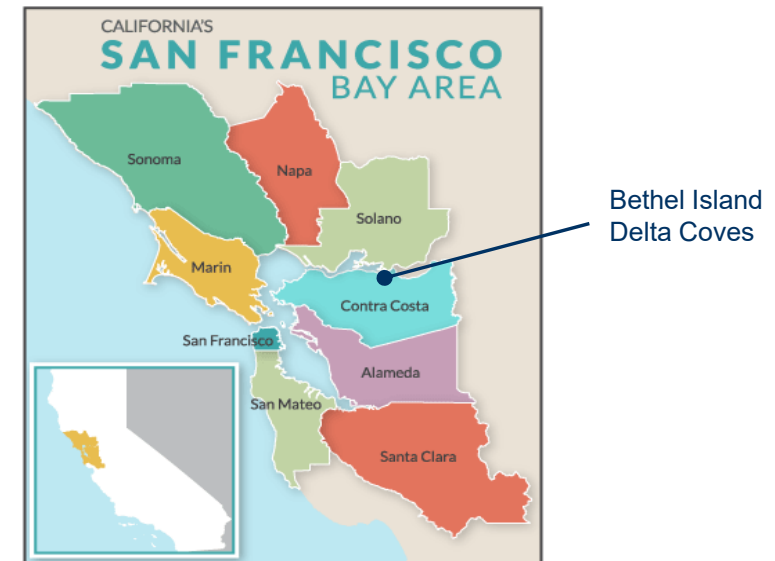 CALIFORNIA'S
SAN FRANCISCO
BAY AREA
Sonoma
Napa
Solano
Marin
Contra Costa
San Francisco
Alameda
San Mateo
Santa Clara
Bethel Island
Delta Coves